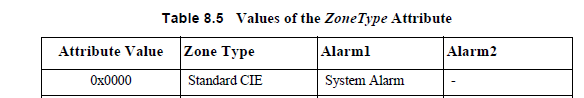 Table 8.5 Values of the ZoneType Attribute
Attribute Value Zone Type Alarm1 Alarm2
0x0000 Standard CIE System Alarm -